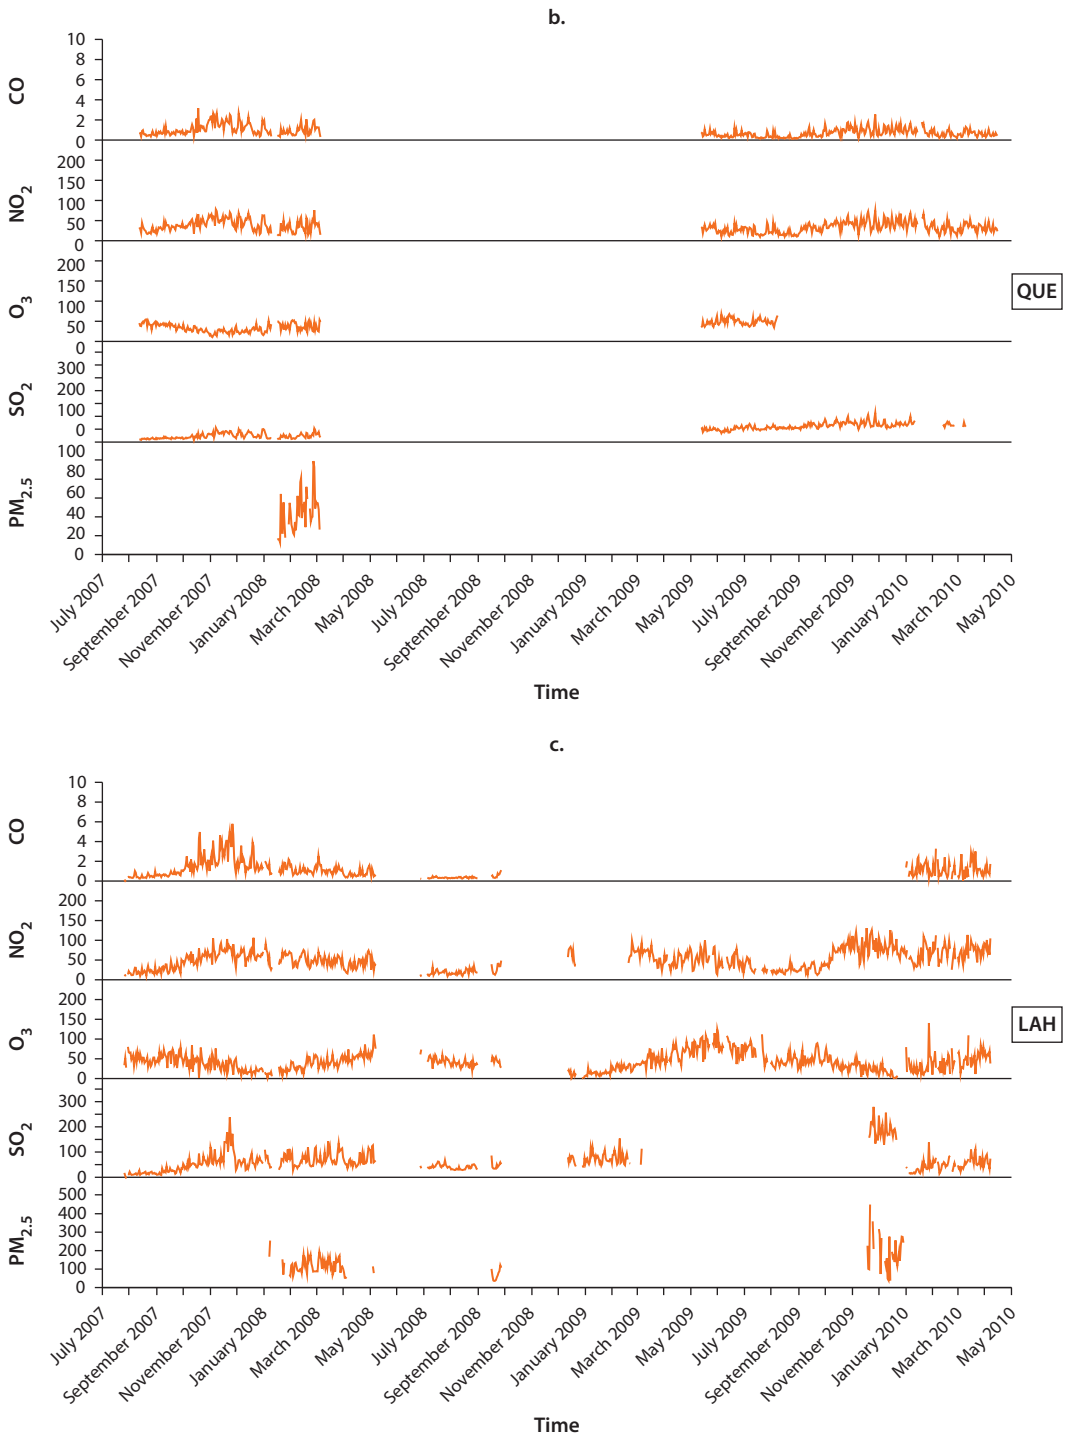 b.
10
8
6
4
2
0
CO
200
150
100
50
0
NO2
200
150
100
50
0
O3
QUE
300
200
100
0
SO2
100
80
60
40
20
0
PM2.5
July 2007
September 2007
November 2007
January 2008
March 2008
May 2008
July 2008
September 2008
November 2008
January 2009
March 2009
May 2009
July 2009
September 2009
November 2009
January 2010
March 2010
May 2010
Time
c.
10
8
6
4
2
0
CO
200
150
100
50
0
NO2
200
150
100
50
0
O3
LAH
300
200
100
0
SO2
500
400
300
200
100
0
PM2.5
July 2007
September 2007
November 2007
January 2008
March 2008
May 2008
July 2008
September 2008
November 2008
January 2009
March 2009
May 2009
July 2009
September 2009
November 2009
January 2010
March 2010
May 2010
Time